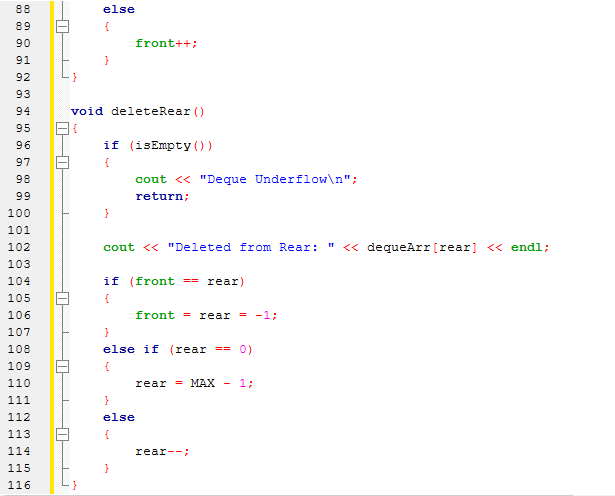 88 else
89 {
90 front++;
91 }
92 }
93
94 void deleteRear()
95 {
96 if (isEmpty())
97 {
98 cout << "Deque Underflow\n";
99 return;
100 }
101
102 cout << "Deleted from Rear: " << dequeArr[rear] << endl;
103
104 if (front == rear)
105 {
106 front = rear = -1;
107 }
108 else if (rear == 0)
109 {
110 rear = MAX - 1;
111 }
112 else
113 {
114 rear--;
115 }
116 }